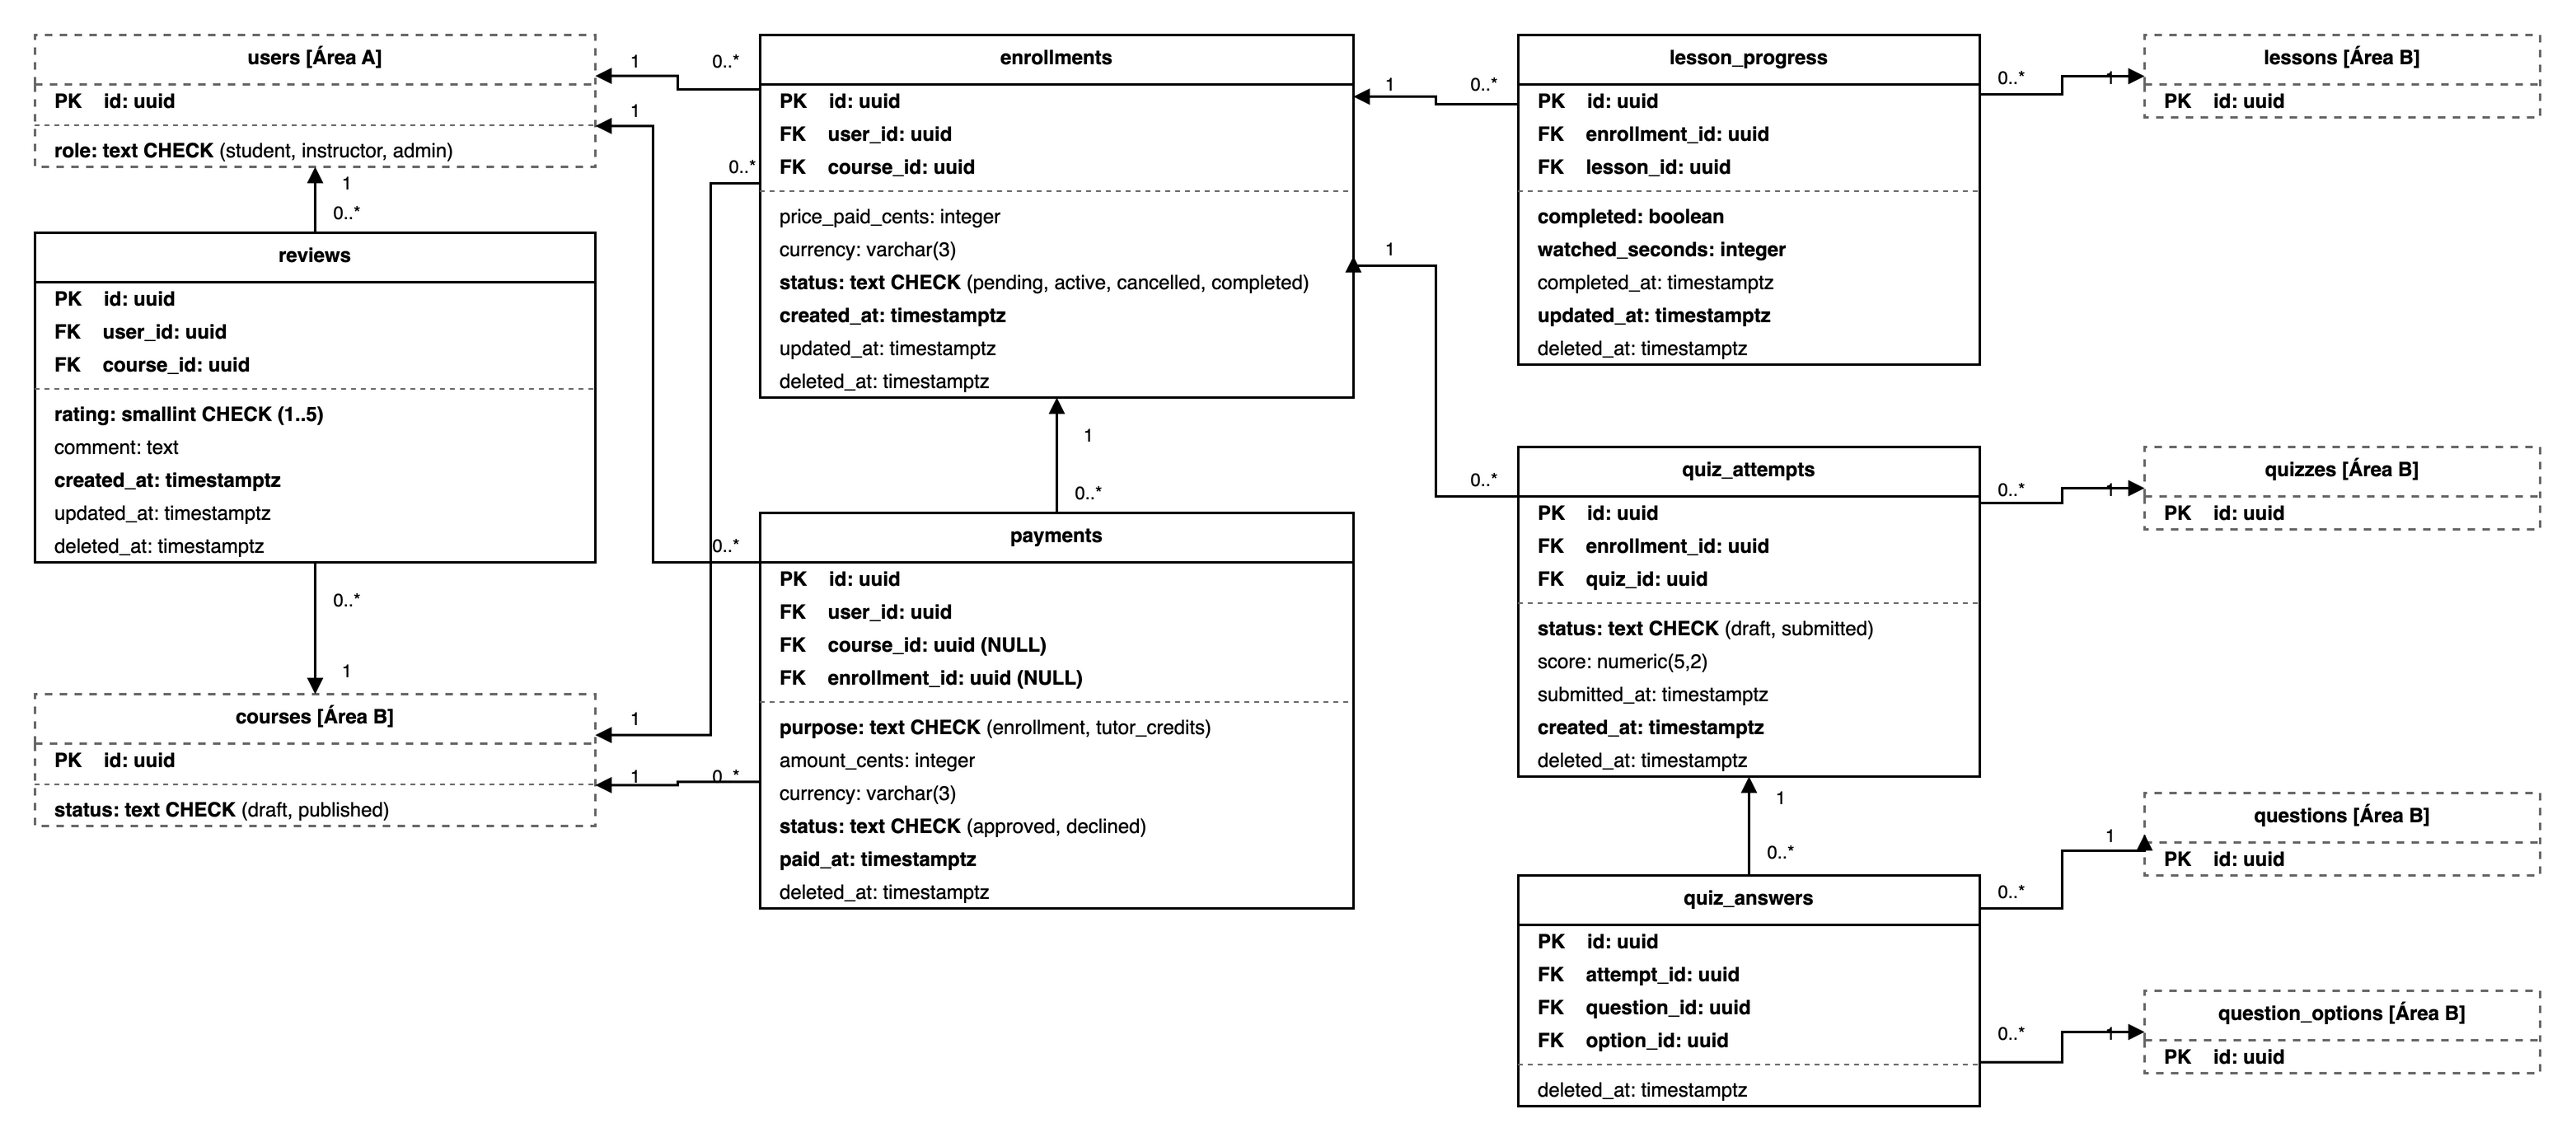 users [Área A]
PK id: uuid
role: text CHECK (student, instructor, admin)
1
0..*
1
1
0..*
reviews
PK id: uuid
FK user_id: uuid
FK course_id: uuid
rating: smallint CHECK (1..5)
comment: text
created_at: timestamptz
updated_at: timestamptz
deleted_at: timestamptz
0..*
1
courses [Área B]
PK id: uuid
status: text CHECK (draft, published)
1
0..*
1
0..*
enrollments
PK id: uuid
FK user_id: uuid
FK course_id: uuid
price_paid_cents: integer
currency: varchar(3)
status: text CHECK (pending, active, cancelled, completed)
created_at: timestamptz
updated_at: timestamptz
deleted_at: timestamptz
1
0..*
0..*
payments
PK id: uuid
FK user_id: uuid
FK course_id: uuid (NULL)
FK enrollment_id: uuid (NULL)
purpose: text CHECK (enrollment, tutor_credits)
amount_cents: integer
currency: varchar(3)
status: text CHECK (approved, declined)
paid_at: timestamptz
deleted_at: timestamptz
1
0..*
1
0..*
lesson_progress
PK id: uuid
FK enrollment_id: uuid
FK lesson_id: uuid
completed: boolean
watched_seconds: integer
completed_at: timestamptz
updated_at: timestamptz
deleted_at: timestamptz
0..*
1
lessons [Área B]
PK id: uuid
quiz_attempts
PK id: uuid
FK enrollment_id: uuid
FK quiz_id: uuid
status: text CHECK (draft, submitted)
score: numeric(5,2)
submitted_at: timestamptz
created_at: timestamptz
deleted_at: timestamptz
0..*
1
quizzes [Área B]
PK id: uuid
1
0..*
quiz_answers
PK id: uuid
FK attempt_id: uuid
FK question_id: uuid
FK option_id: uuid
deleted_at: timestamptz
0..*
1
questions [Área B]
PK id: uuid
0..*
1
question_options [Área B]
PK id: uuid